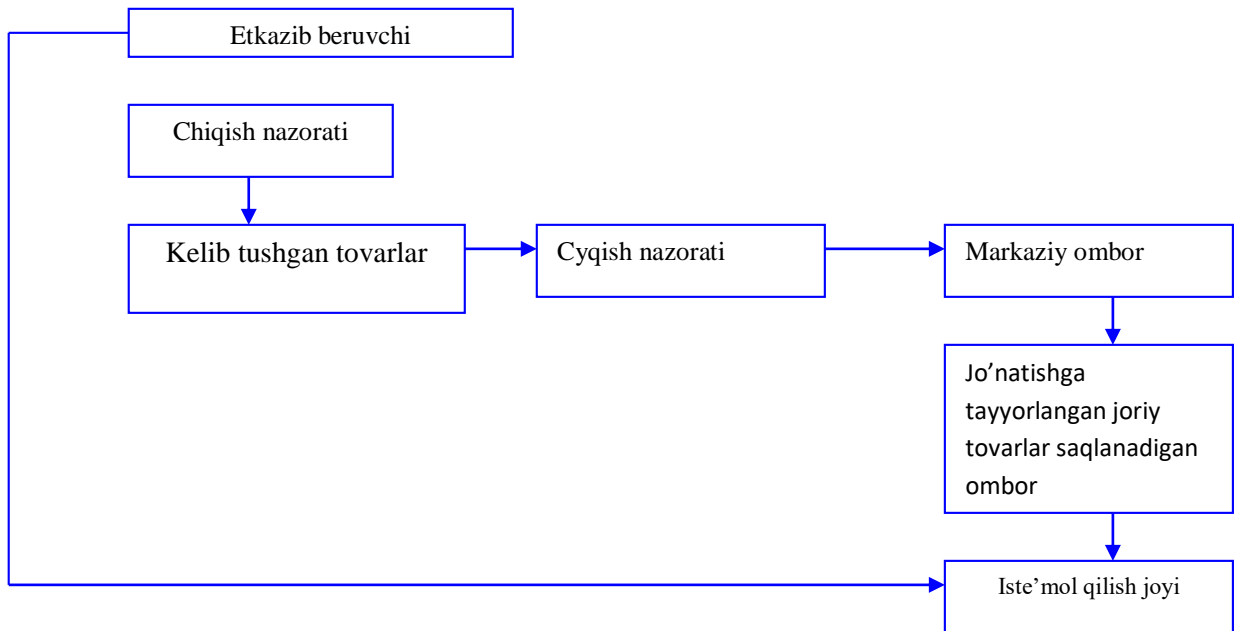 Etkazib beruvchi
Chiqish nazorati
Kelib tushgan tovarlar
Cyqish nazorati
Markaziy ombor
Jo’natishga
tayyorlangan joriy
tovarlar saqlanadigan
ombor
Iste’mol qilish joyi